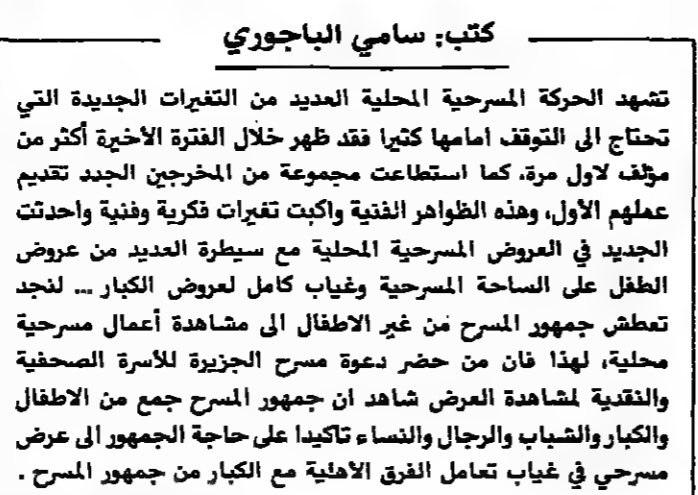 كتب: سامي الباجوري
تشهد الحركة المسرحية المحلية العديد من التغيرات الجديدة التي
تحتاج الى التوقف امامها كثيرا فقد ظهر خلال الفترة الأخيرة أكثر من
مؤلف لاول مرة، كما استطاعت مجموعة من المخرجين الجدد تقديم
عملهم الأول، وهذه الظواهر الفنية واكبت تغيرات فكرية وفنية واحدثت
الجديد في العروض المسرحية المحلية مع سيطرة العديد من عروض
الطفل على الساحة المسرحية وغياب كامل لعروض الكبار ... لنجد
تعطش جمهور المسرح من غير الاطفال الى مشاهدة أعمال مسرحية
محلية، لهذا فان من حضر دعوة مسرح الجزيرة للأسرة الصحفية
والنقدية لمشاهدة العرض شاهد ان جمهور المسرح جمع من الاطفال
والكبار والشباب والرجال والنساء تاكيدا على حاجة الجمهور الى عرض
مسرحي في غياب تعامل الفرق الأهلية مع الكبار من جمهور المسرح .